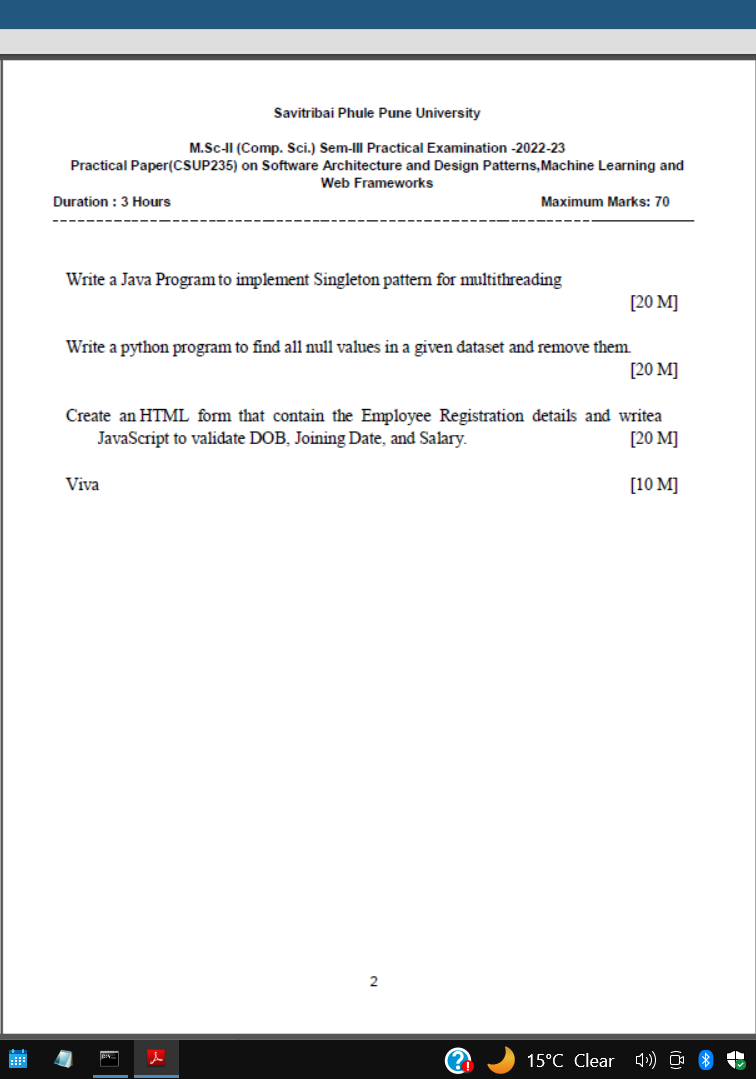 Savitribai Phule Pune University
M.Sc-II (Comp. Sci.) Sem-III Practical Examination -2022-23
Practical Paper(CSUP235) on Software Architecture and Design Patterns,Machine Learning and
Web Frameworks
Duration : 3 Hours Maximum Marks: 70
Write a Java Program to implement Singleton pattern for multithreading
[20 M]
Write a python program to find all null values in a given dataset and remove them.
[20 M]
Create an HTML form that contain the Employee Registration details and writea
JavaScript to validate DOB, Joining Date, and Salary. [20 M]
Viva [10 M]
2
15°C Clear